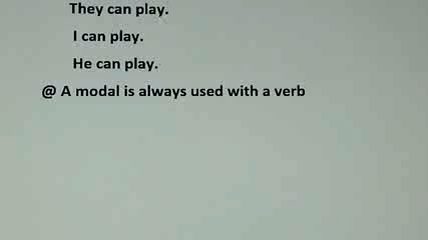 They can play.
I can play.
He can play.
@ A modal is always used with a verb